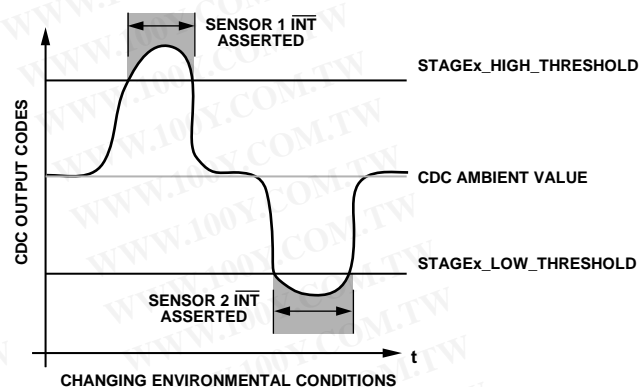 SENSOR 1 INT
ASSERTED
STAGEx_HIGH_THRESHOLD
CDC OUTPUT CODES
CDC AMBIENT VALUE
STAGEx_LOW_THRESHOLD
SENSOR 2 INT
ASSERTED
t
CHANGING ENVIRONMENTAL CONDITIONS
WWW.100Y.COM.TW